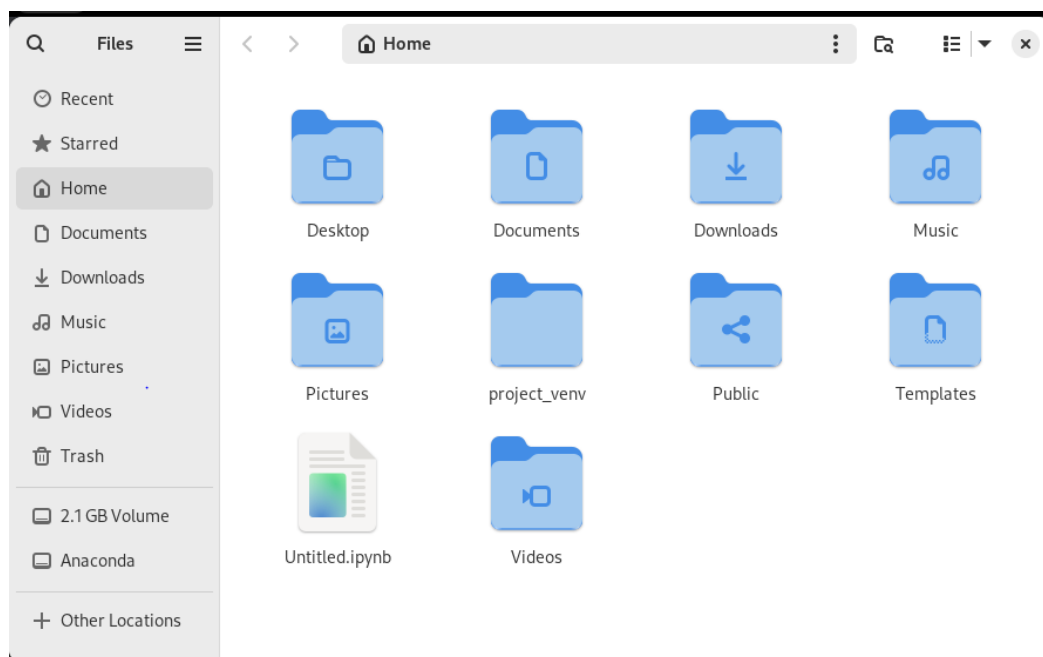 Files
Home
Recent
Starred
Home
Documents
Downloads
Music
Pictures
Videos
Trash
2.1 GB Volume
Anaconda
Other Locations
Desktop
Documents
Downloads
Music
Pictures
project_venv
Public
Templates
Untitled.ipynb
Videos